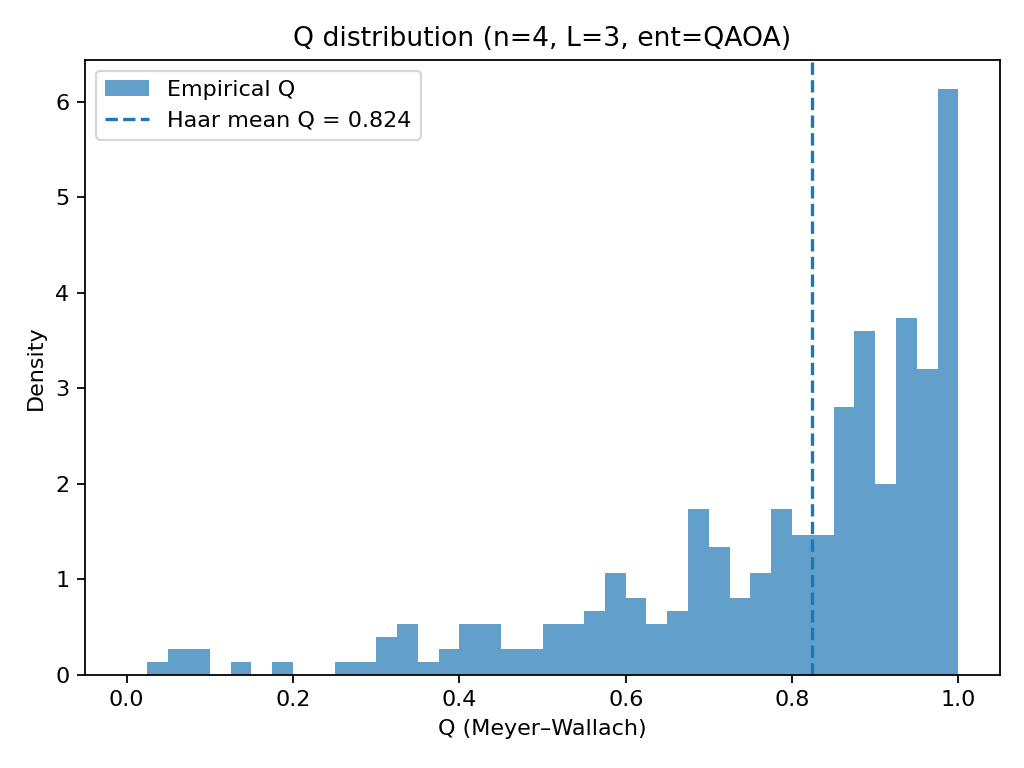 Q distribution (n=4, L=3, ent=QAOA)
Empirical Q
Haar mean Q = 0.824
Density
6
5
4
3
2
1
0
0.0 0.2 0.4 0.6 0.8 1.0
Q (Meyer–Wallach)